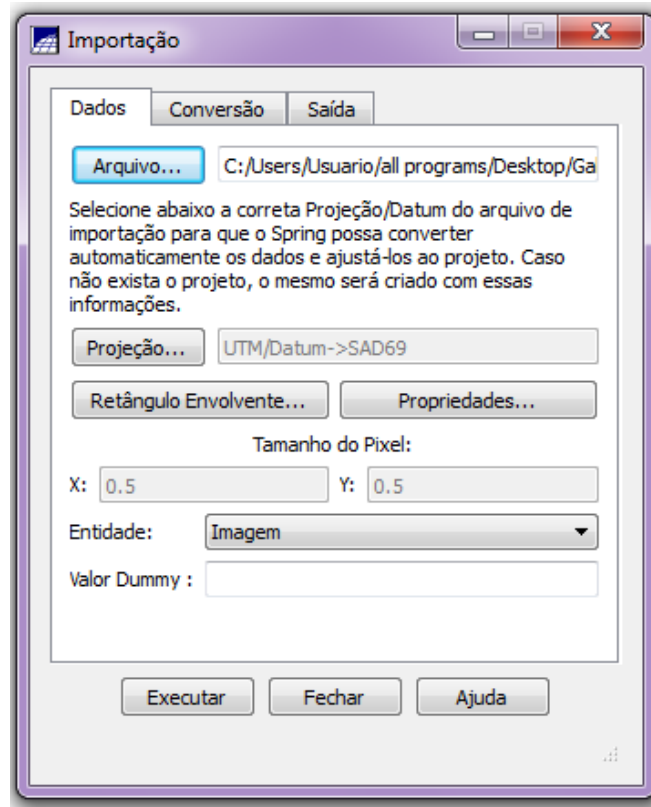 Importação
Dados Conversão Saída
Arquivo... C:/Users/Usuario/all programs/Desktop/Ga
Selecione abaixo a correta Projeção/Datum do arquivo de
importação para que o Spring possa converter
automaticamente os dados e ajustá-los ao projeto. Caso
não exista o projeto, o mesmo será criado com essas
informações.
Projeção... UTM/Datum->SAD69
Retângulo Envolvente... Propriedades...
Tamanho do Pixel:
X: 0.5 Y: 0.5
Entidade: Imagem
Valor Dummy :
Executar Fechar Ajuda